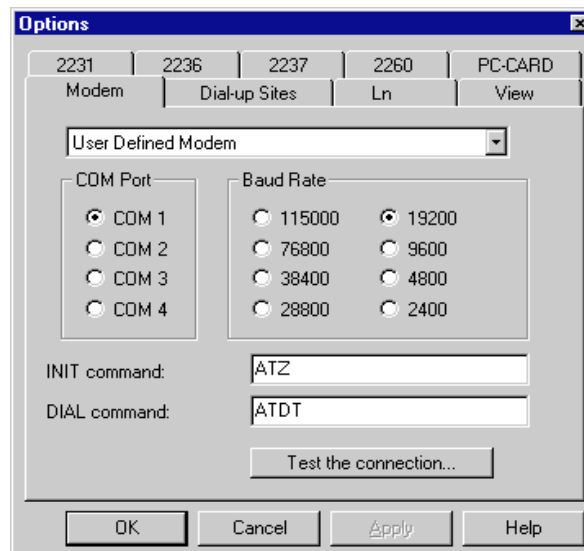 Options
2231 2236 2237 2260 PC-CARD
Modem Dial-up Sites Ln View
User Defined Modem
COM Port Baud Rate
COM 1 115000 19200
COM 2 76800 9600
COM 3 38400 4800
COM 4 28800 2400
INIT command: ATZ
DIAL command: ATDT
Test the connection...
OK Cancel Apply Help